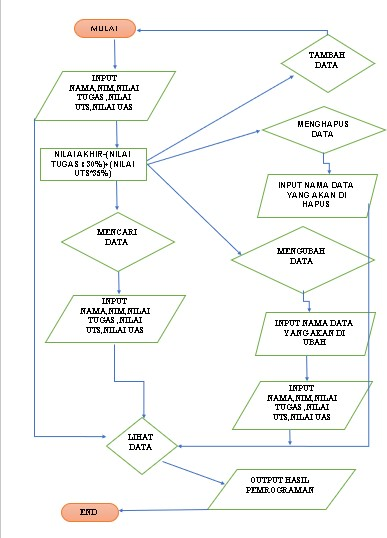 MULAI
TAMBAH
DATA
INPUT
NAMA,NIM,NILAI
TUGAS ,NILAI
UTS,NILAI UAS
MENGHAPUS
DATA
NILAI AKHIR=(NILAI
TUGAS * 30%)+(NILAI
UTS*35%)
INPUT NAMA DATA
YANG AKAN DI
HAPUS
MENCARI
DATA
MENGUBAH
DATA
INPUT
NAMA,NIM,NILAI
TUGAS ,NILAI
UTS,NILAI UAS
INPUT NAMA DATA
YANG AKAN DI
UBAH
INPUT
NAMA,NIM,NILAI
TUGAS ,NILAI
UTS,NILAI UAS
LIHAT
DATA
OUTPUT HASIL
PEMROGRAMAN
END